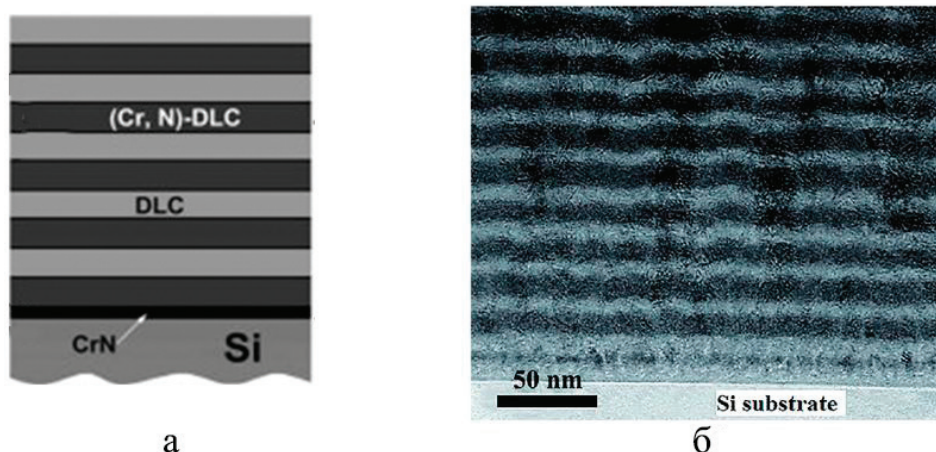 (Cr, N)-DLC
DLC
CrN
Si
50 nm
Si substrate
а
б